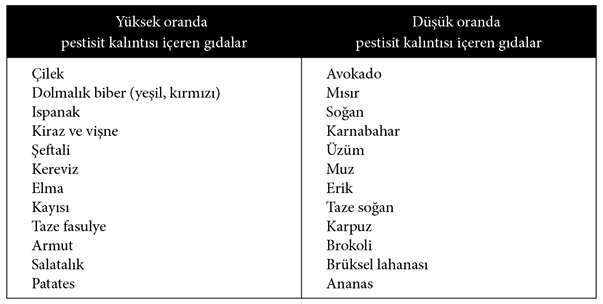 Yüksek oranda
pestisit kalıntısı içeren gıdalar
Düşük oranda
pestisit kalıntısı içeren gıdalar
Çilek
Dolmalık biber (yeşil, kırmızı)
Ispanak
Kiraz ve vişne
Şeftali
Kereviz
Elma
Kayısı
Taze fasulye
Armut
Salatalık
Patates
Avokado
Mısır
Soğan
Karnabahar
Üzüm
Muz
Erik
Taze soğan
Karpuz
Brokoli
Brüksel lahanası
Ananas